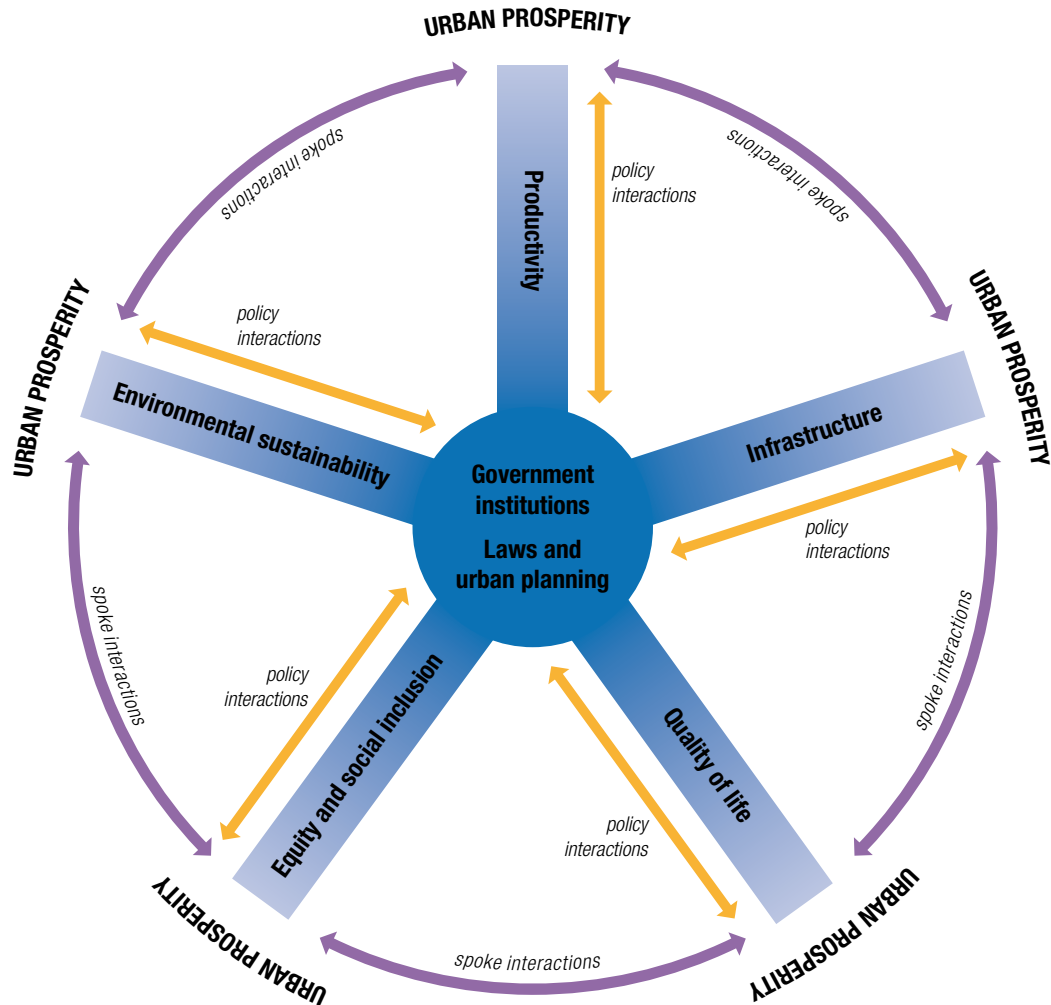 URBAN PROSPERITY
spoke interactions
spoke interactions
policy
interactions
Productivity
URBAN PROSPERITY
URBAN PROSPERITY
policy
interactions
Environmental sustainability
Infrastructure
Government
institutions
Laws and
urban planning
policy
interactions
spoke interactions
spoke interactions
policy
interactions
Equity and social inclusion
Quality of life
policy
interactions
URBAN PROSPERITY
URBAN PROSPERITY
spoke interactions